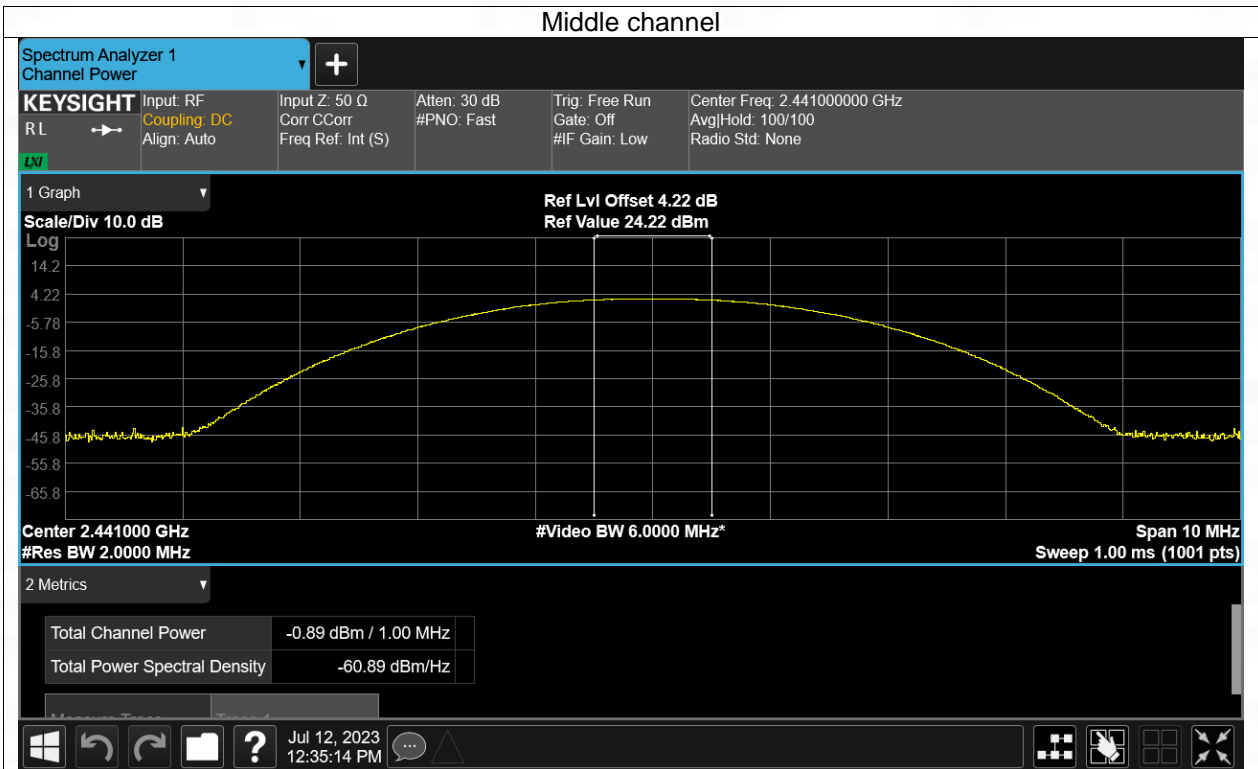 Middle channel
Spectrum Analyzer 1
Channel Power
KEYSIGHT
R L
LXI
Input: RF
Coupling: DC
Align: Auto
Input Z: 50 Ω
Corr CCorr
Freq Ref: Int (S)
Atten: 30 dB
#PNO: Fast
Trig: Free Run
Gate: Off
#IF Gain: Low
Center Freq: 2.441000000 GHz
Avg|Hold: 100/100
Radio Std: None
1 Graph
Scale/Div 10.0 dB
Ref Lvl Offset 4.22 dB
Ref Value 24.22 dBm
Log
14.2
4.22
-5.78
-15.8
-25.8
-35.8
-45.8
-55.8
-65.8
Center 2.441000 GHz
#Video BW 6.0000 MHz*
Span 10 MHz
#Res BW 2.0000 MHz
Sweep 1.00 ms (1001 pts)
2 Metrics
Total Channel Power -0.89 dBm / 1.00 MHz
Total Power Spectral Density -60.89 dBm/Hz
Measure Trace Trace 1
?
Jul 12, 2023
12:35:14 PM